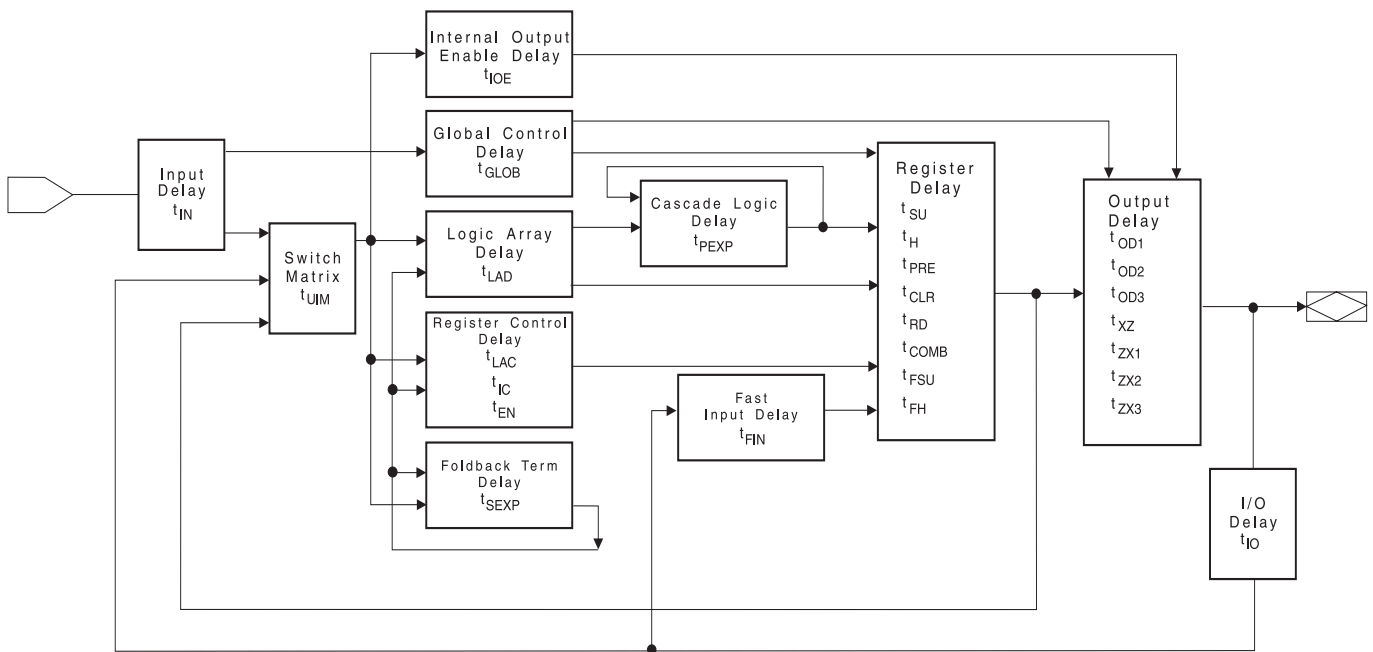 Internal Output
Enable Delay
tIOE
Global Control
Delay
tGLOB
Input
Delay
tIN
Switch
Matrix
tUIM
Logic Array
Delay
tLAD
Cascade Logic
Delay
tPEXP
Register Control
Delay
tLAC
tIC
tEN
Fast
Input Delay
tFIN
Foldback Term
Delay
tSEXP
Register
Delay
tSU
tH
tPRE
tCLR
tRD
tCOMB
tFSU
tFH
Output
Delay
tOD1
tOD2
tOD3
tXZ
tZX1
tZX2
tZX3
I/O
Delay
tIO